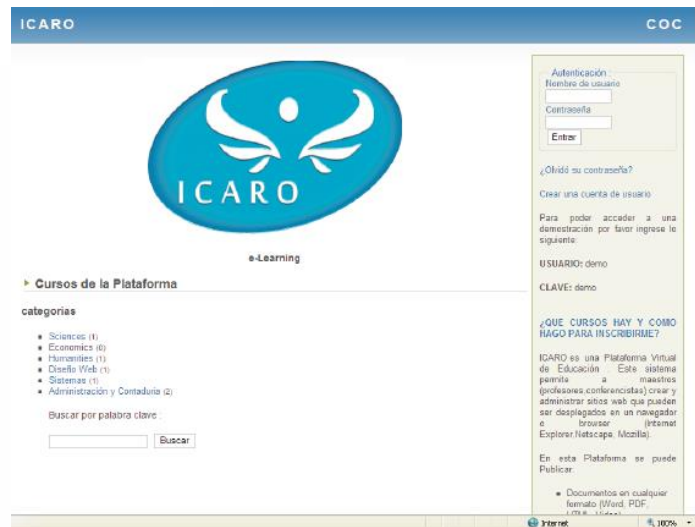 ICARO
COC
ICARO
e-Learning
Cursos de la Plataforma
categorías
Sciences (1)
Economics (0)
Humanities (1)
Diseño Web (1)
Sistemas (1)
Administración y Contaduría (2)
Buscar por palabra clave :
Buscar
Autenticación :
Nombre de usuario
Contraseña
Entrar
¿Olvidó su contraseña?
Crear una cuenta de usuario
Para poder acceder a una
demostración por favor ingrese lo
siguiente:
USUARIO: demo
CLAVE: demo
¿QUE CURSOS HAY Y COMO
HAGO PARA INSCRIBIRME?
ICARO es una Plataforma Virtual
de Educación . Este sistema
permite a maestros
(profesores,conferencistas) crear y
administrar sitios web que pueden
ser desplegados en un navegador
o browser (Internet
Explorer,Netscape, Mozilla).
En esta Plataforma se puede
Publicar:
Documentos en cualquier
formato (Word, PDF,
HTML, Video)
Internet
100%